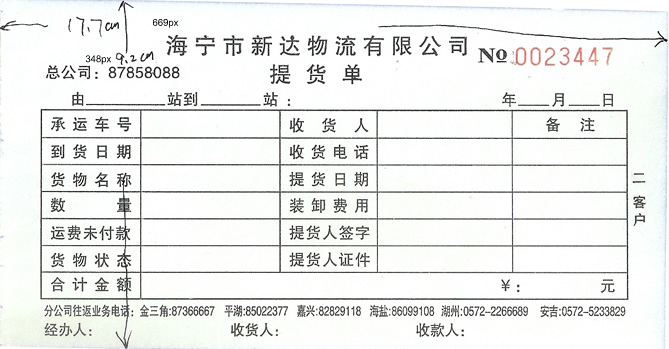 17.7cm 669px
海宁市新达物流有限公司 No 0023447
348px 9.2cm
总公司：87858088 提货单
由________站到________站： 年____月____日
承运车号 收货人 备注
到货日期 收货电话
货物名称 提货日期
数量 装卸费用
运费未付款 提货人签字
货物状态 提货人证件
合计金额 ¥： 元
二客户
分公司往返业务电话：金三角:87366667 平湖:85022377 嘉兴:82829118 海盐:86099108 湖州:0572-2266689 安吉:0572-5233829
经办人： 收货人： 收款人：